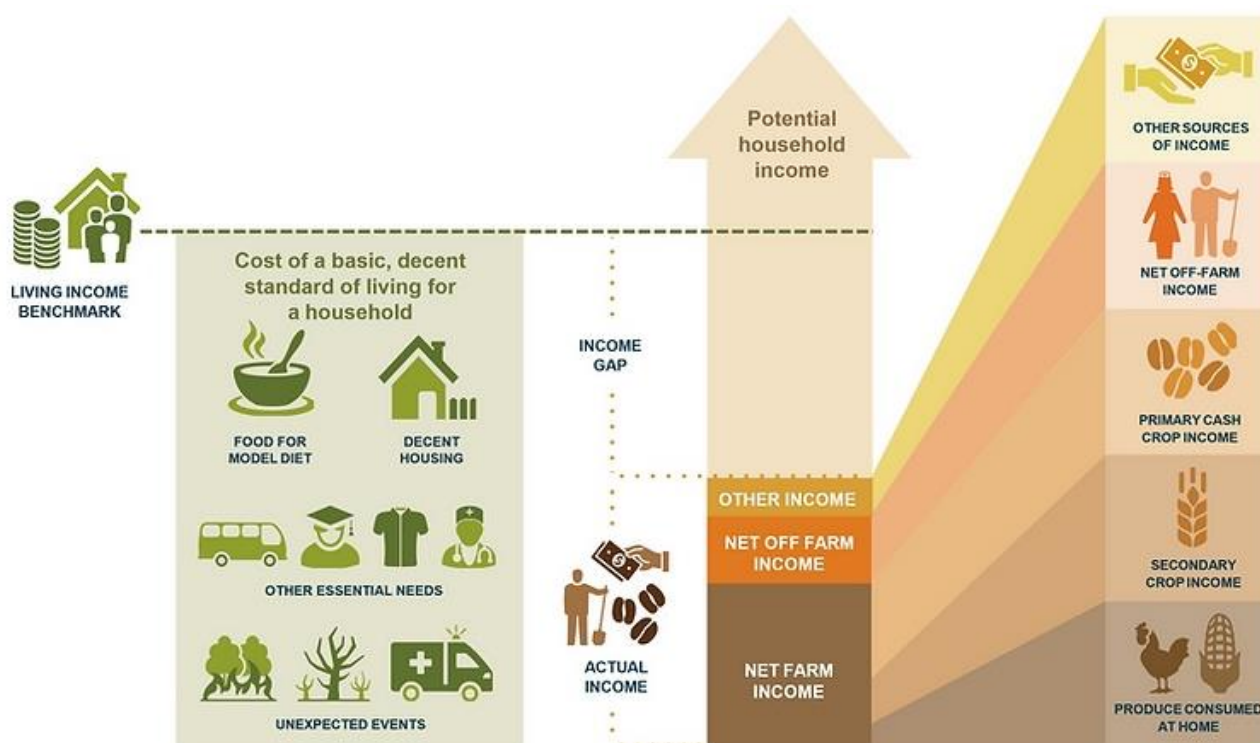 LIVING INCOME
BENCHMARK
Cost of a basic, decent
standard of living for
a household
FOOD FOR
MODEL DIET
DECENT
HOUSING
OTHER ESSENTIAL NEEDS
UNEXPECTED EVENTS
INCOME
GAP
$
ACTUAL
INCOME
Potential
household
income
OTHER INCOME
NET OFF FARM
INCOME
NET FARM
INCOME
$
OTHER SOURCES
OF INCOME
NET OFF-FARM
INCOME
PRIMARY CASH
CROP INCOME
SECONDARY
CROP INCOME
PRODUCE CONSUMED
AT HOME